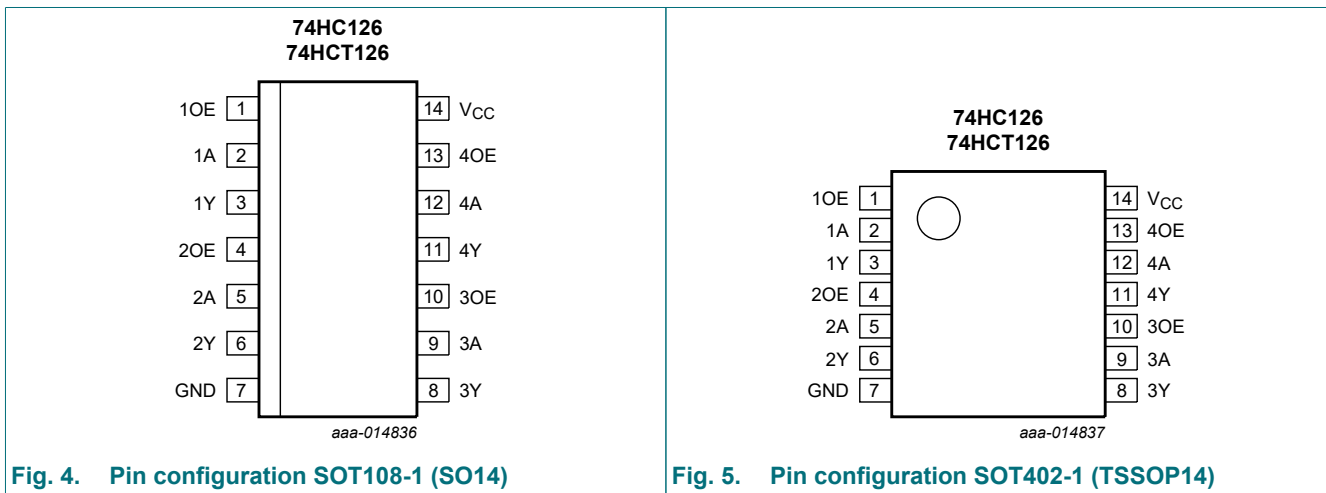 74HC126
74HCT126
1OE 1 14 VCC
1A 2 13 4OE
1Y 3 12 4A
2OE 4 11 4Y
2A 5 10 3OE
2Y 6 9 3A
GND 7 8 3Y
aaa-014836
Fig. 4. Pin configuration SOT108-1 (SO14)
74HC126
74HCT126
1OE 1 14 VCC
1A 2 13 4OE
1Y 3 12 4A
2OE 4 11 4Y
2A 5 10 3OE
2Y 6 9 3A
GND 7 8 3Y
aaa-014837
Fig. 5. Pin configuration SOT402-1 (TSSOP14)